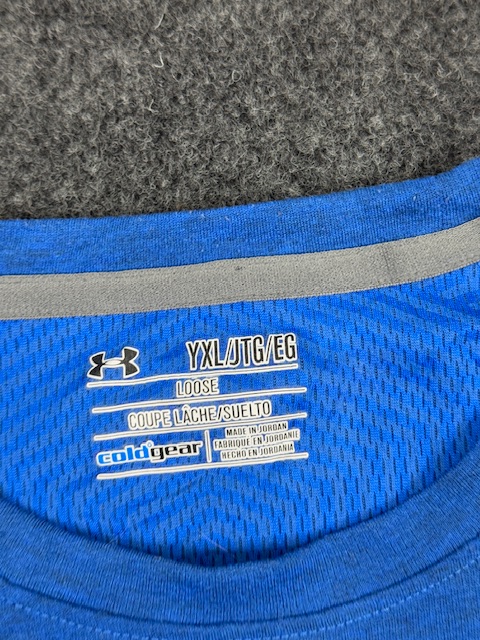 YXL/JTG/EG
LOOSE
COUPE LÂCHE/SUELTO
coldgear
MADE IN JORDAN
FABRIQUÉ EN JORDANIE
HECHO EN JORDANIA